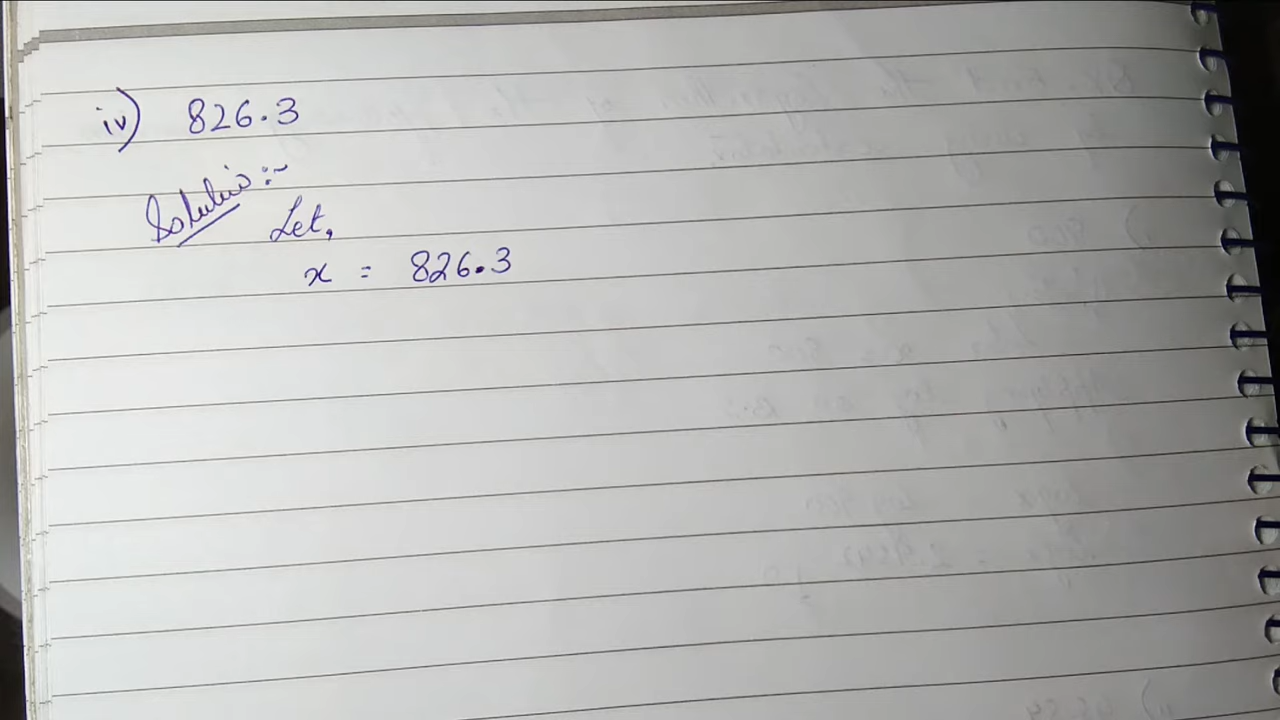 iv) 826.3
Solution :-
Let,
x = 826.3